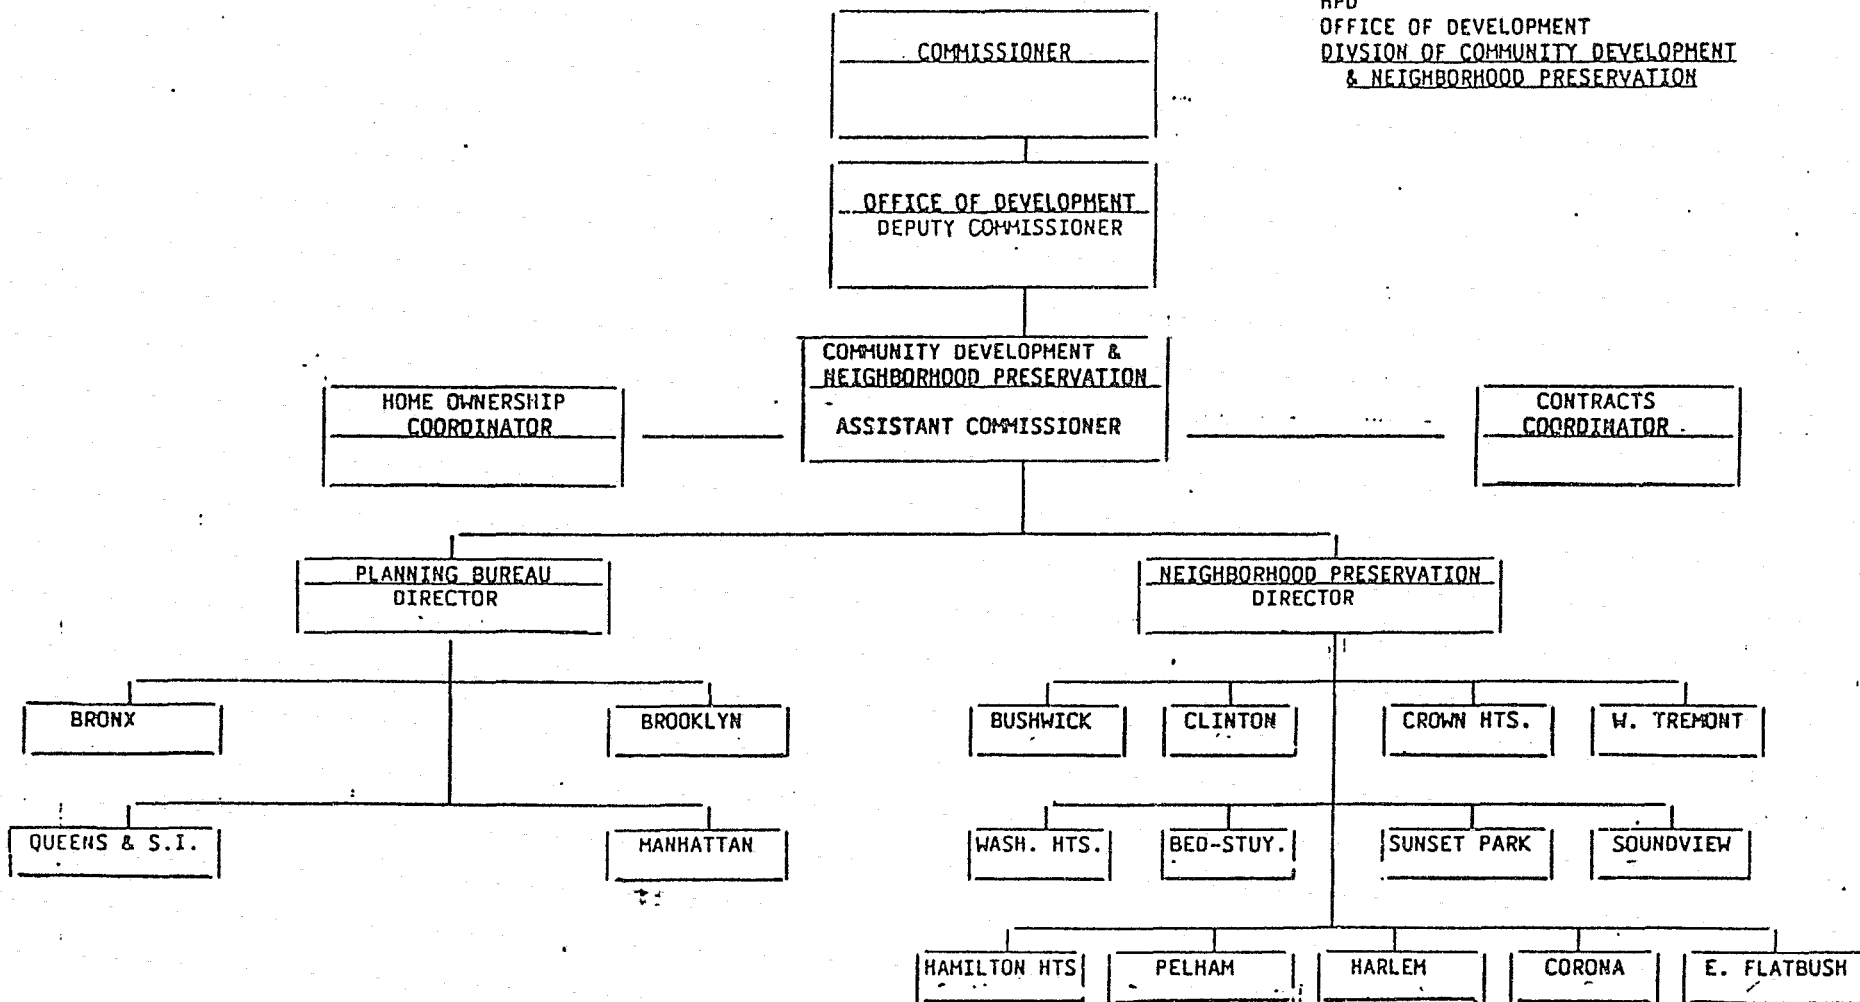 HPD
OFFICE OF DEVELOPMENT
DIVSION OF COMMUNITY DEVELOPMENT
& NEIGHBORHOOD PRESERVATION
COMMISSIONER
OFFICE OF DEVELOPMENT
DEPUTY COMMISSIONER
COMMUNITY DEVELOPMENT &
NEIGHBORHOOD PRESERVATION
ASSISTANT COMMISSIONER
HOME OWNERSHIP
COORDINATOR
CONTRACTS
COORDINATOR
PLANNING BUREAU
DIRECTOR
NEIGHBORHOOD PRESERVATION
DIRECTOR
BRONX
BROOKLYN
QUEENS & S.I.
MANHATTAN
BUSHWICK
CLINTON
CROWN HTS.
W. TREMONT
WASH. HTS.
BED-STUY.
SUNSET PARK
SOUNDVIEW
HAMILTON HTS
PELHAM
HARLEM
CORONA
E. FLATBUSH